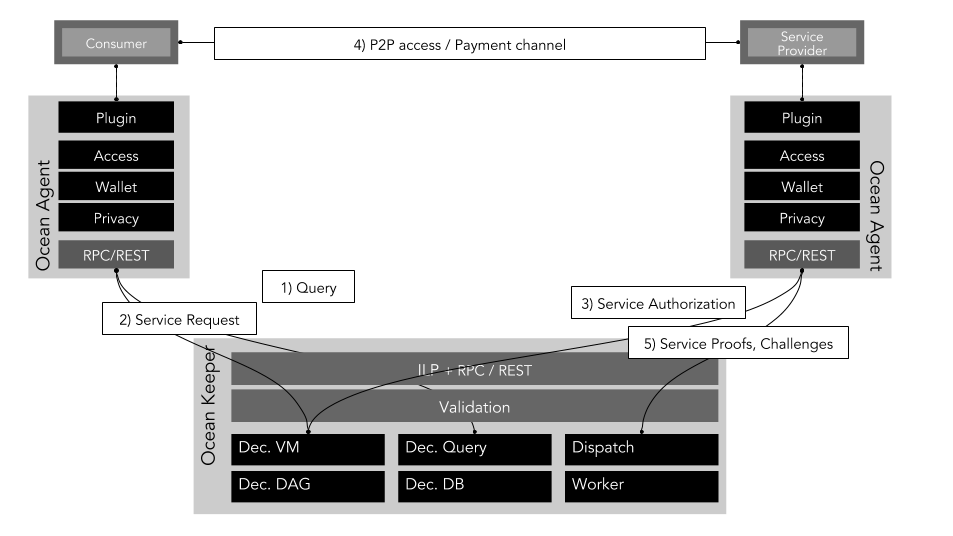 Consumer
4) P2P access / Payment channel
Service
Provider
Ocean Agent
Plugin
Access
Wallet
Privacy
RPC/REST
Plugin
Access
Wallet
Privacy
RPC/REST
Ocean Agent
1) Query
2) Service Request
3) Service Authorization
5) Service Proofs, Challenges
Ocean Keeper
ILP + RPC / REST
Validation
Dec. VM
Dec. Query
Dispatch
Dec. DAG
Dec. DB
Worker